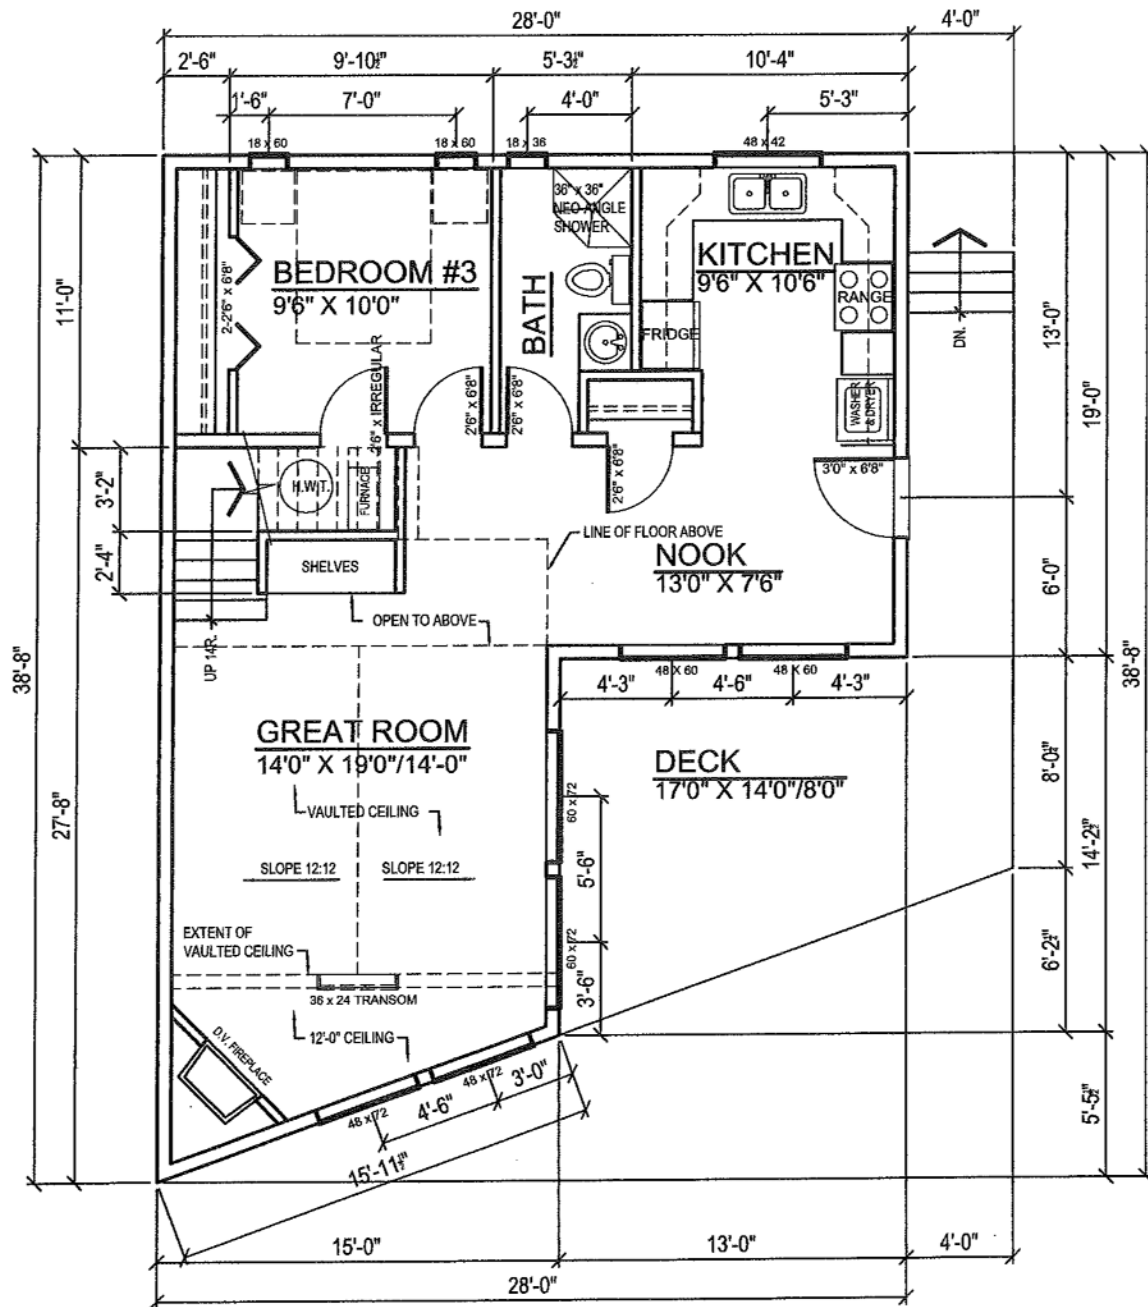 28'-0"
4'-0"
2'-6"
9'-10½"
5'-3½"
10'-4"
1'-6"
7'-0"
4'-0"
5'-3"
18 x 60
18 x 60
18 x 36
48 x 42
36" x 36"
NEO ANGLE
SHOWER
KITCHEN
9'6" X 10'6"
BEDROOM #3
9'6" X 10'0"
BATH
RANGE
FRIDGE
2-2'6" x 6'8"
11'-0"
DN.
13'-0"
19'-0"
2'6" x IRREGULAR
2'6" x 6'8"
2'6" x 6'8"
WASHER
& DRYER
3'0" x 6'8"
2'6" x 6'8"
3'-2"
H.W.T.
FURNACE
LINE OF FLOOR ABOVE
NOOK
13'0" X 7'6"
2'-4"
SHELVES
6'-0"
OPEN TO ABOVE
UP 14R.
38'-8"
38'-8"
48 X 60
48 X 60
4'-3"
4'-6"
4'-3"
GREAT ROOM
14'0" X 19'0"/14'-0"
DECK
17'0" X 14'0"/8'0"
8'-0½"
27'-8"
VAULTED CEILING
60 x 72
5'-6"
14'-2½"
SLOPE 12:12
SLOPE 12:12
EXTENT OF
VAULTED CEILING
60 x 72
3'-6"
6'-2½"
36 x 24 TRANSOM
12'-0" CEILING
D.V. FIREPLACE
48 x 72
48 x 72
3'-0"
4'-6"
15'-11½"
5'-5½"
15'-0"
13'-0"
4'-0"
28'-0"